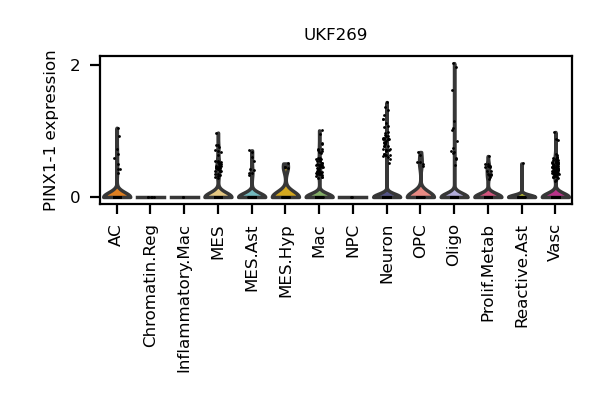 UKF269
PINX1-1 expression
2
0
AC
Chromatin.Reg
Inflammatory.Mac
MES
MES.Ast
MES.Hyp
Mac
NPC
Neuron
OPC
Oligo
Prolif.Metab
Reactive.Ast
Vasc